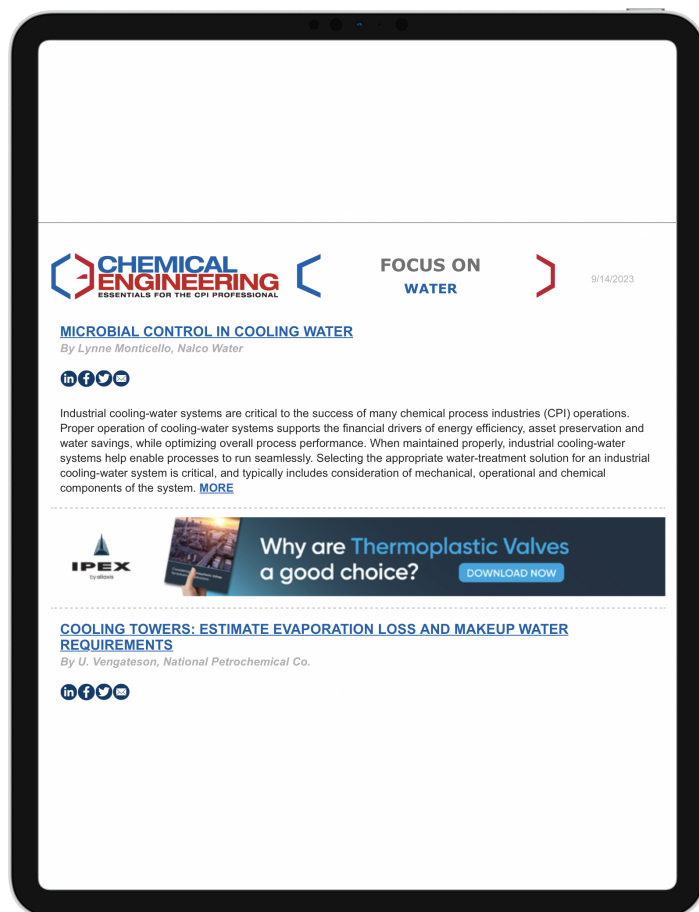 CHEMICAL
ENGINEERING
ESSENTIALS FOR THE CPI PROFESSIONAL
FOCUS ON
WATER
9/14/2023
MICROBIAL CONTROL IN COOLING WATER
By Lynne Monticello, Nalco Water
in f
Industrial cooling-water systems are critical to the success of many chemical process industries (CPI) operations.
Proper operation of cooling-water systems supports the financial drivers of energy efficiency, asset preservation and
water savings, while optimizing overall process performance. When maintained properly, industrial cooling-water
systems help enable processes to run seamlessly. Selecting the appropriate water-treatment solution for an industrial
cooling-water system is critical, and typically includes consideration of mechanical, operational and chemical
components of the system. MORE
IPEX
by aliaxis
Why are Thermoplastic Valves
a good choice?
DOWNLOAD NOW
COOLING TOWERS: ESTIMATE EVAPORATION LOSS AND MAKEUP WATER
REQUIREMENTS
By U. Vengateson, National Petrochemical Co.
in f